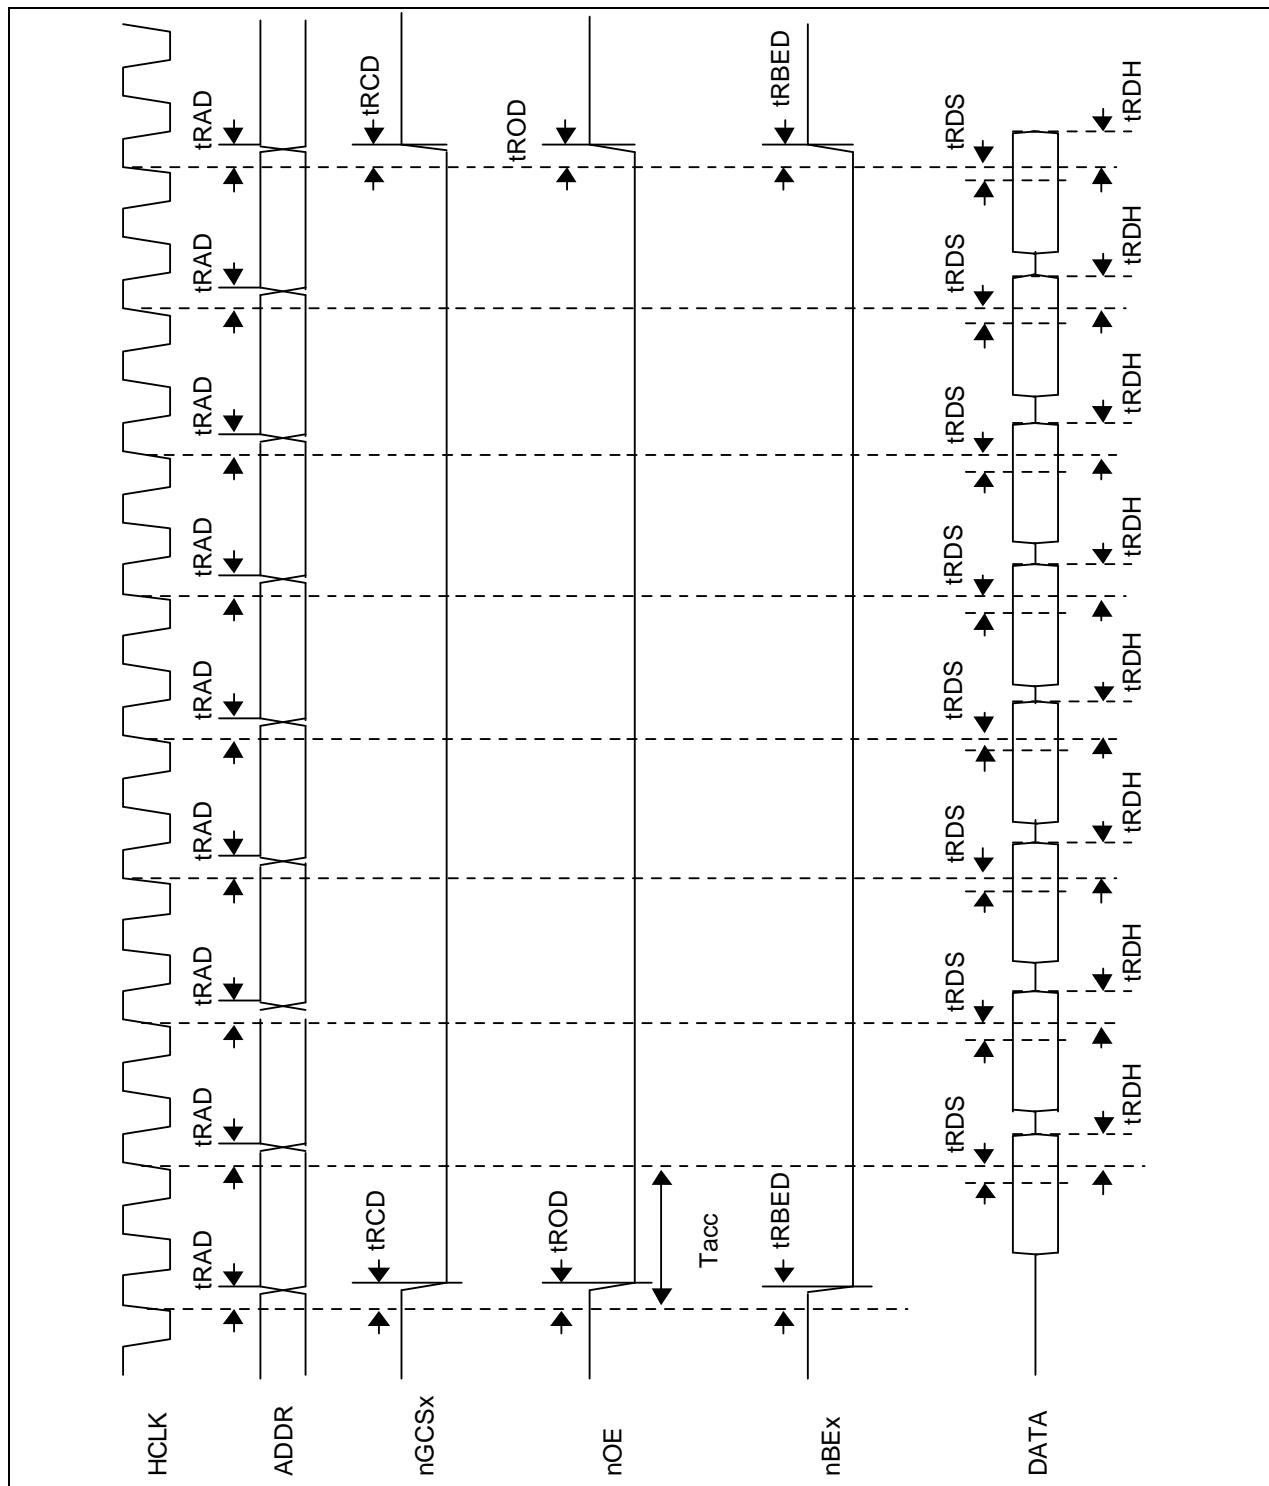 HCLK
tRAD tRAD tRAD tRAD tRAD tRAD tRAD tRAD tRAD
ADDR
tRCD tRCD
nGCSx
tROD tROD
nOE
Tacc
tRBED tRBED
nBEx
tRDS tRDS tRDS tRDS tRDS tRDS tRDS tRDS
DATA
tRDH tRDH tRDH tRDH tRDH tRDH tRDH tRDH